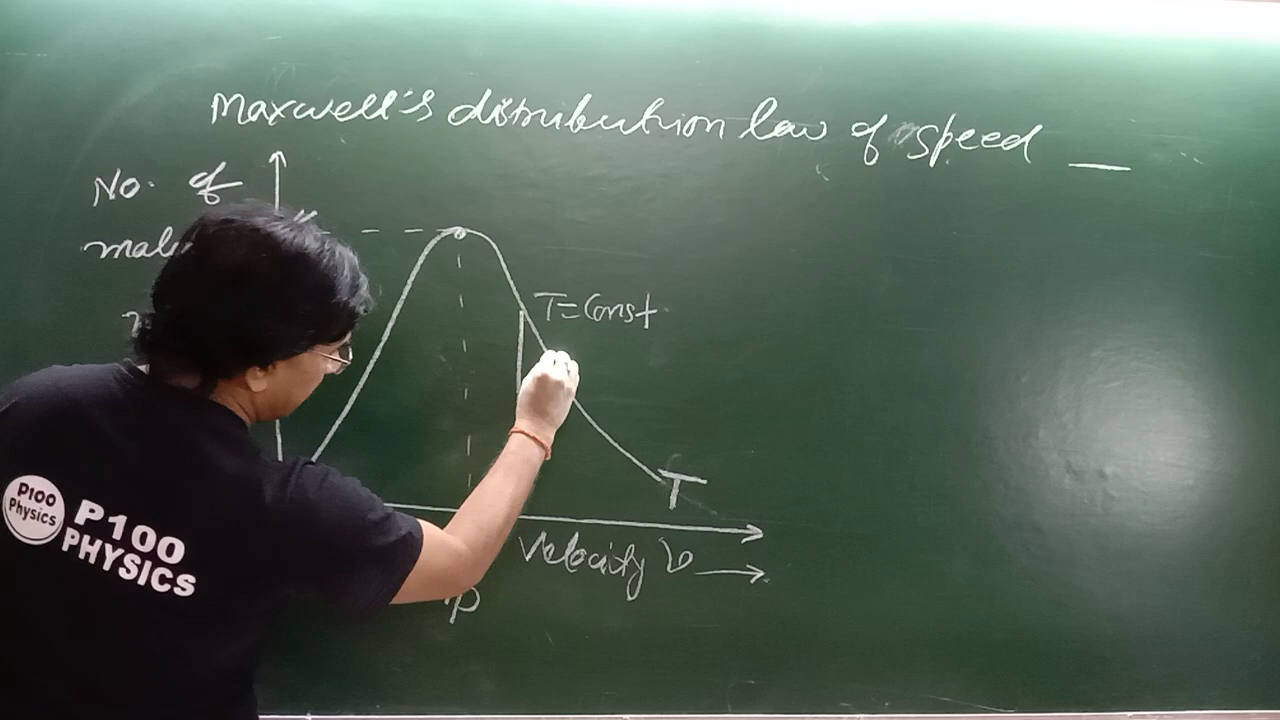 Maxwell's distribution law of speed —
No. of
T = Const
T
Velocity v →
P
P100
Physics
P100
PHYSICS